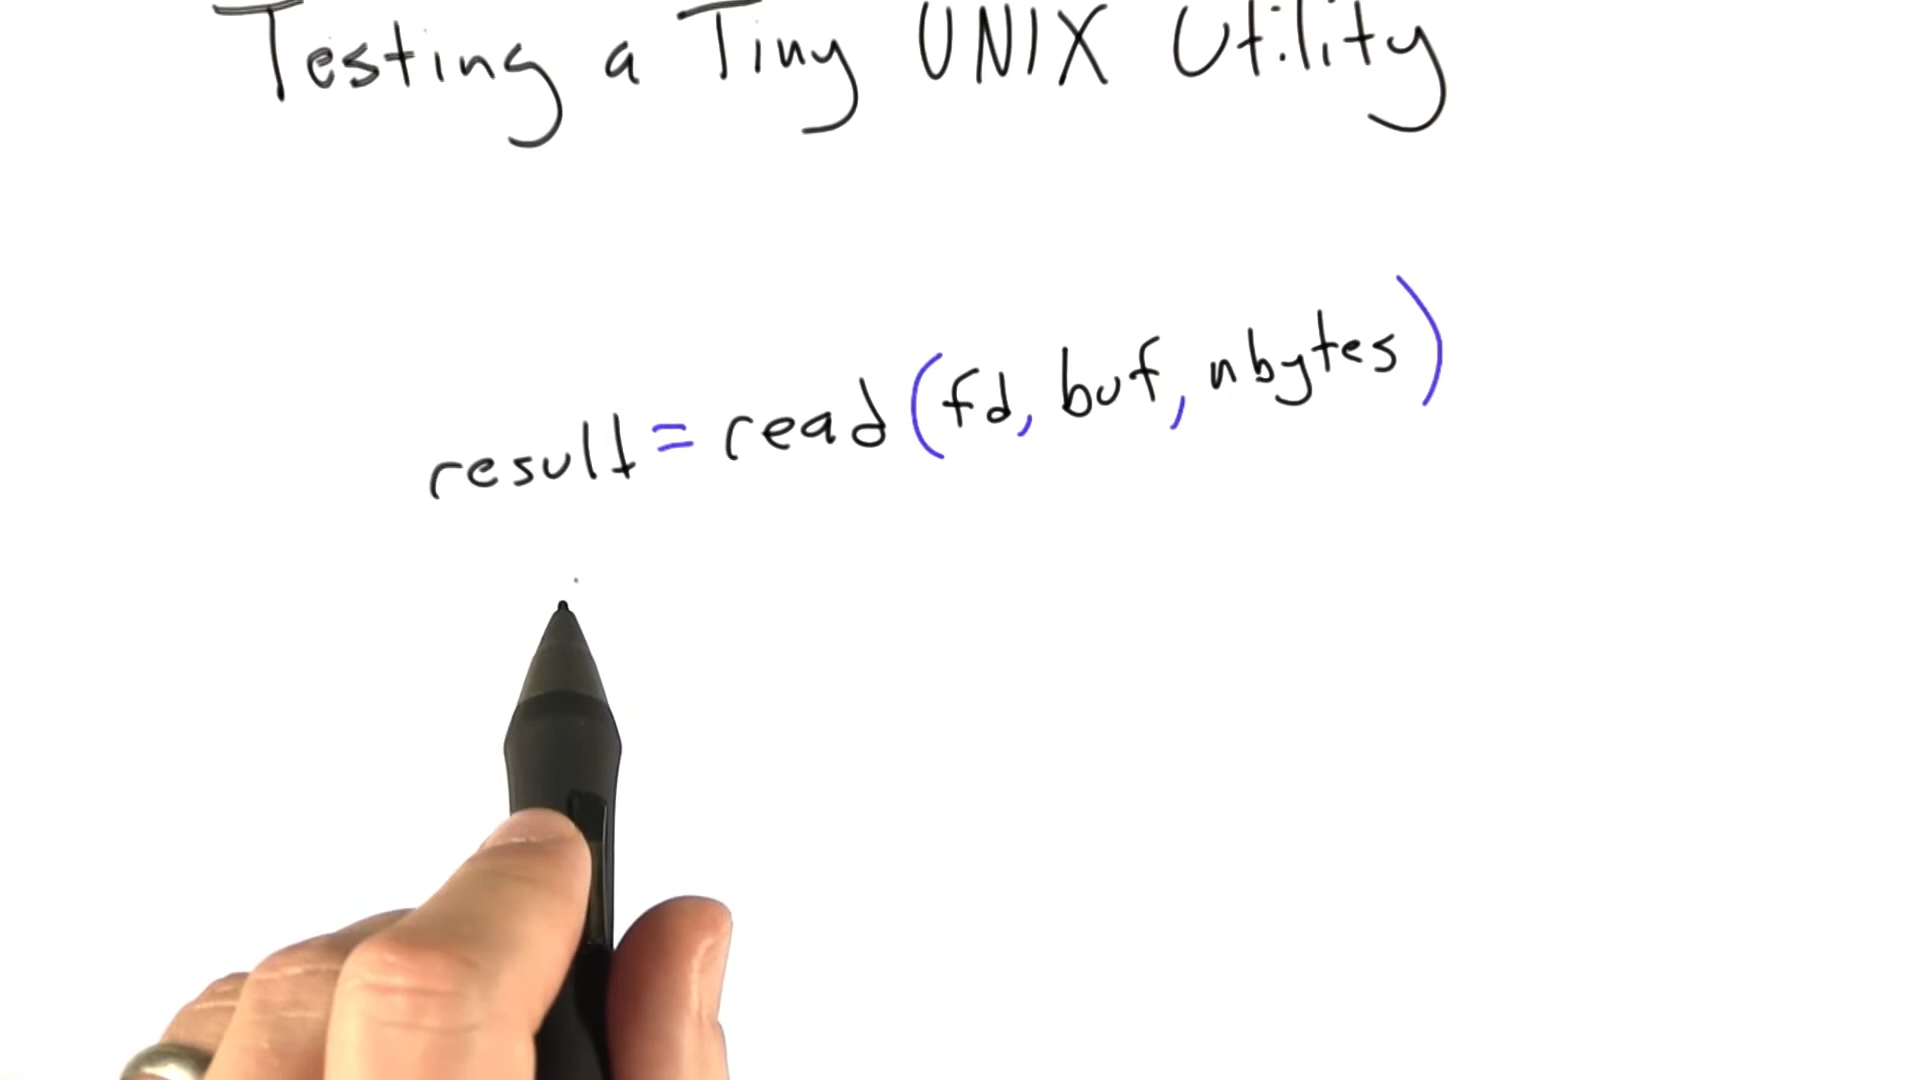 Testing a Tiny UNIX Utility
result = read(fd, buf, nbytes)